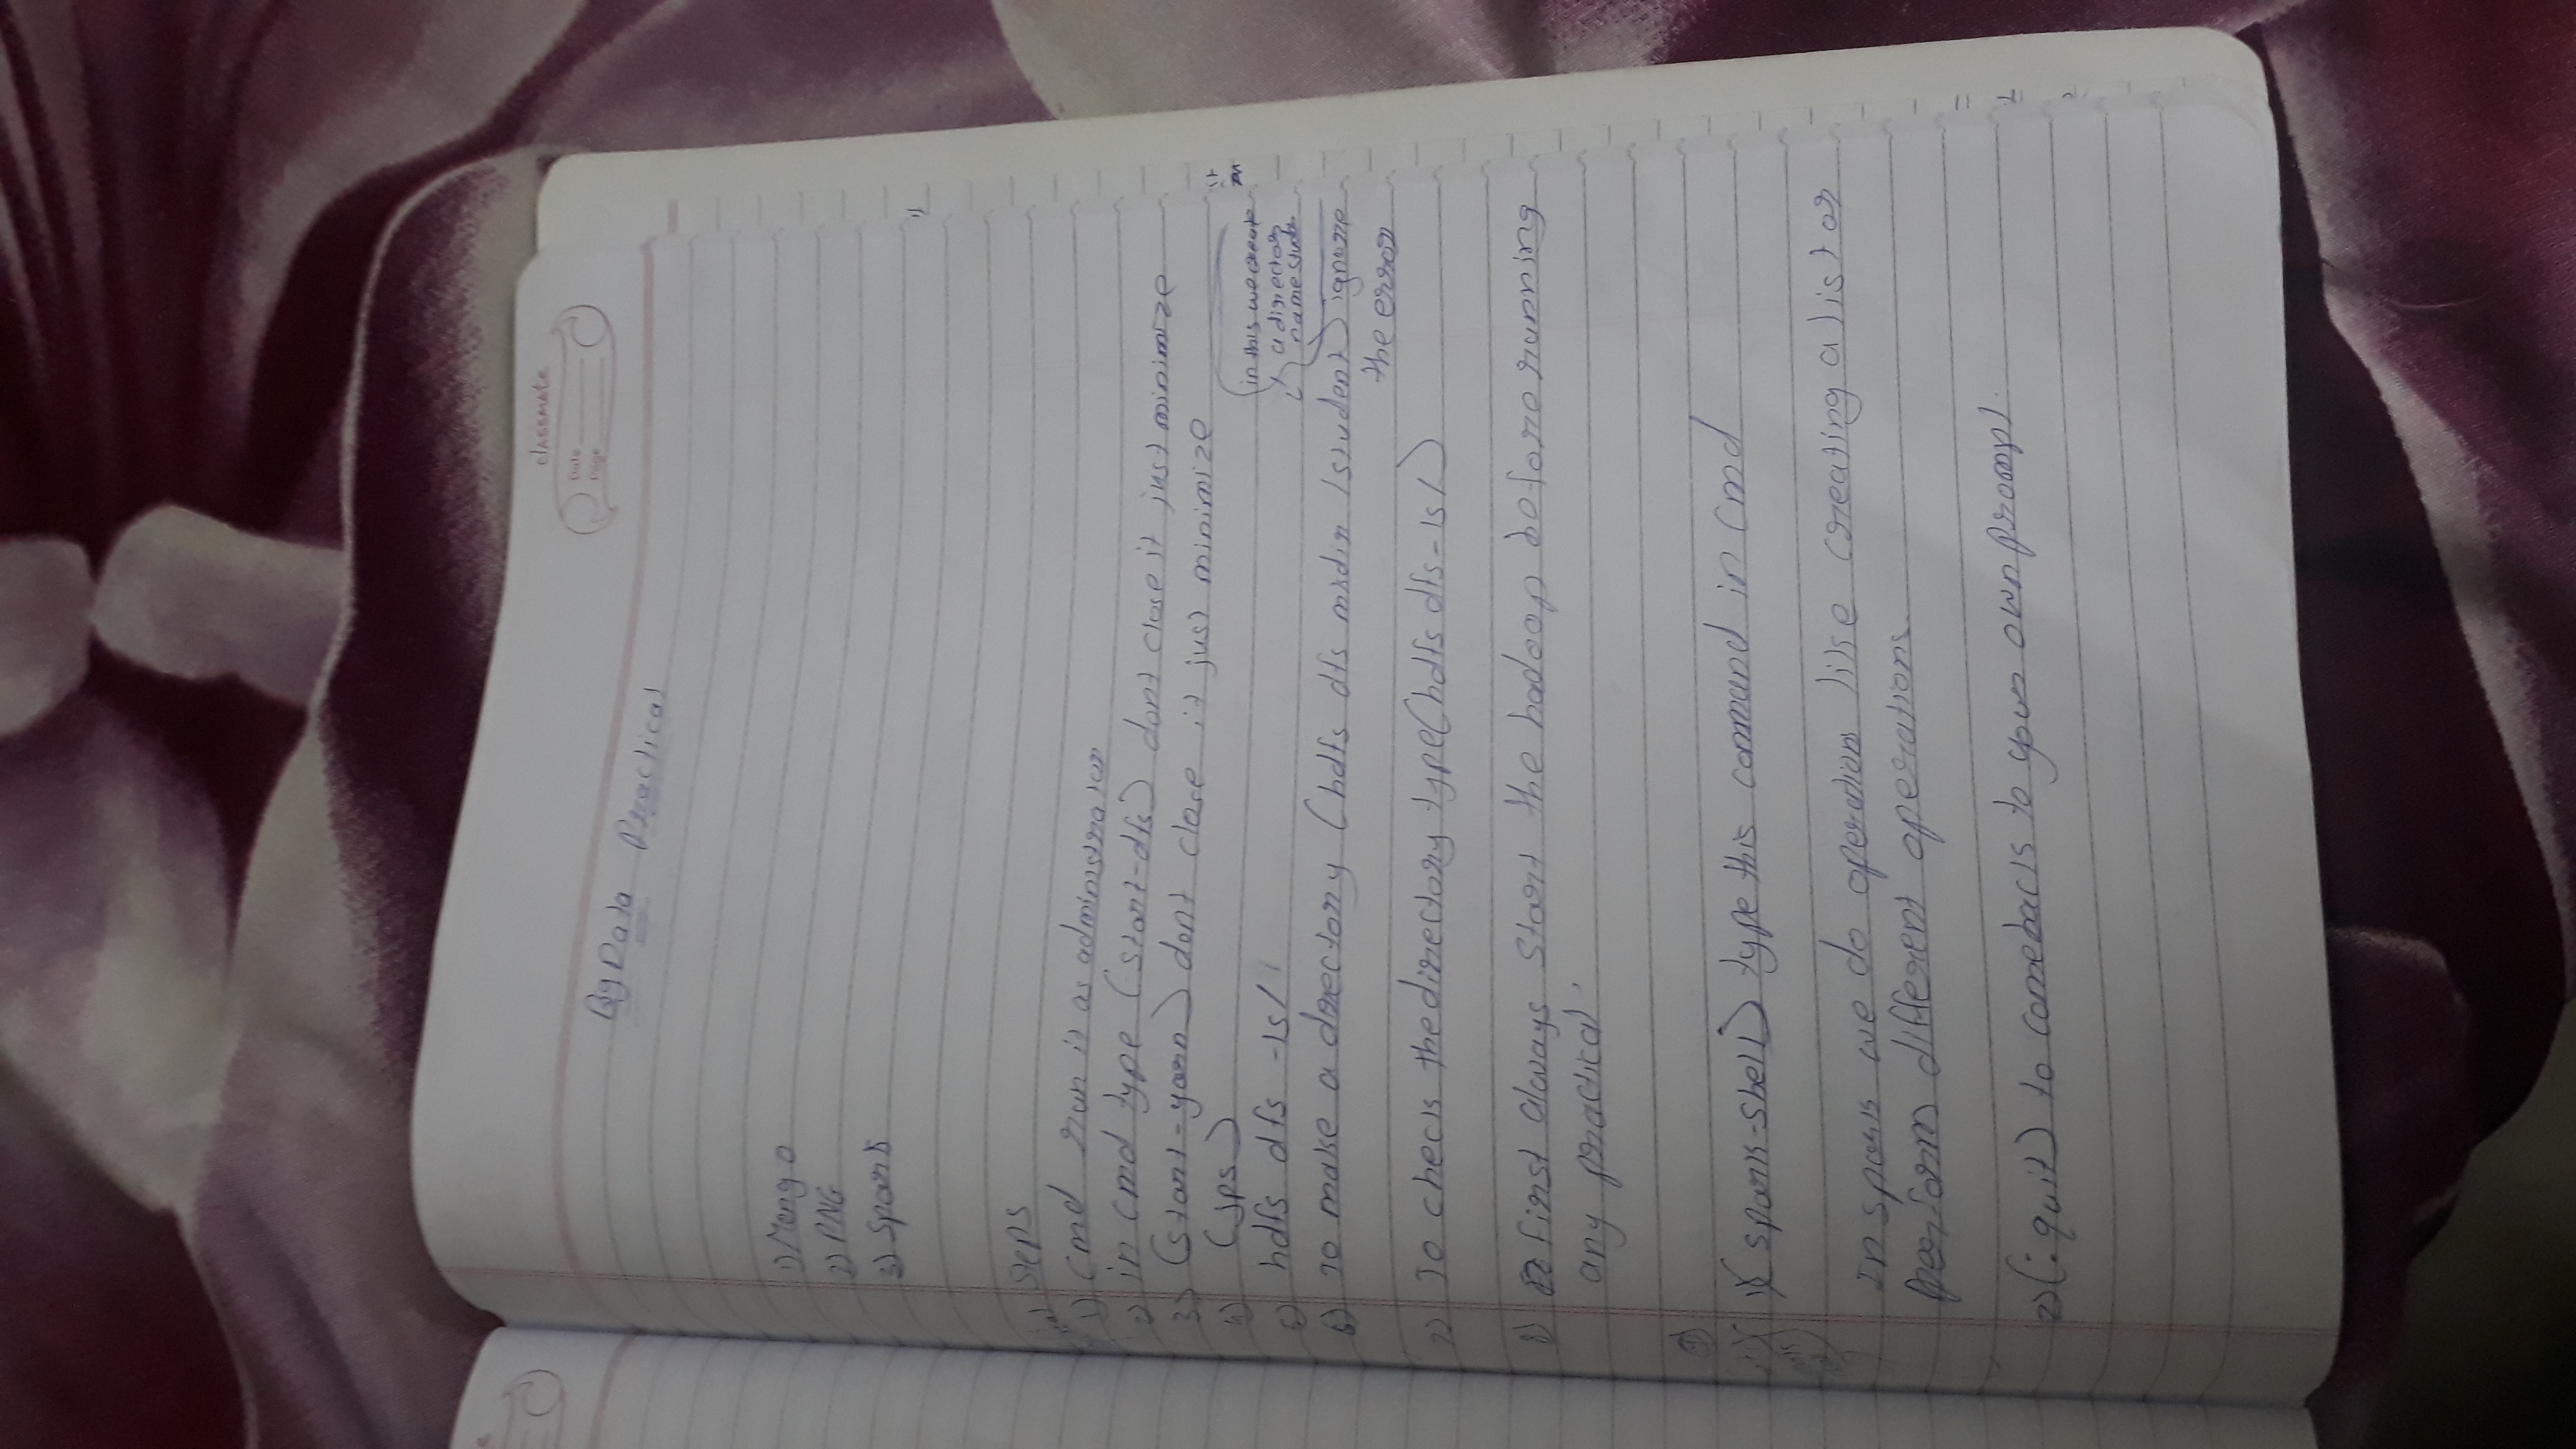 classmate
Date
Page
Big Data Practical
1) Mongo
2) PNG
3) Spark
Steps
1) cmd run it as administrator
2) in cmd type (start-dfs) dont close it just minimize
3) (start-yarn) dont close it just minimize
4) (jps)
5) hdfs dfs -ls /
in this we create
a directory
name stude
6) To make a directory (hdfs dfs mkdir /student) ignore
the error
7) To check the directory type (hdfs dfs -ls /)
8) first always start the hadoop before running
any practical.
9)
1) (spark-shell) type this command in cmd
In spark we do operations like creating a list or
perform different operations.
2) (:quit) to comeback to your own prompt.